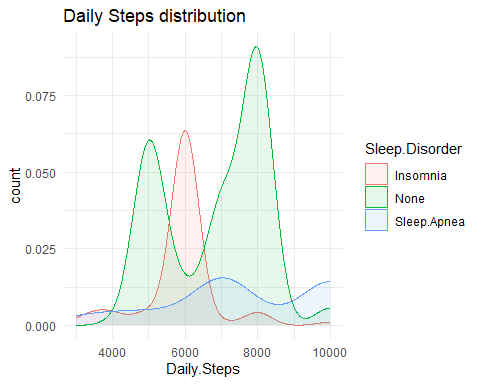 Daily Steps distribution
0.075
0.050
0.025
0.000
count
4000 6000 8000 10000
Daily.Steps
Sleep.Disorder
Insomnia
None
Sleep.Apnea